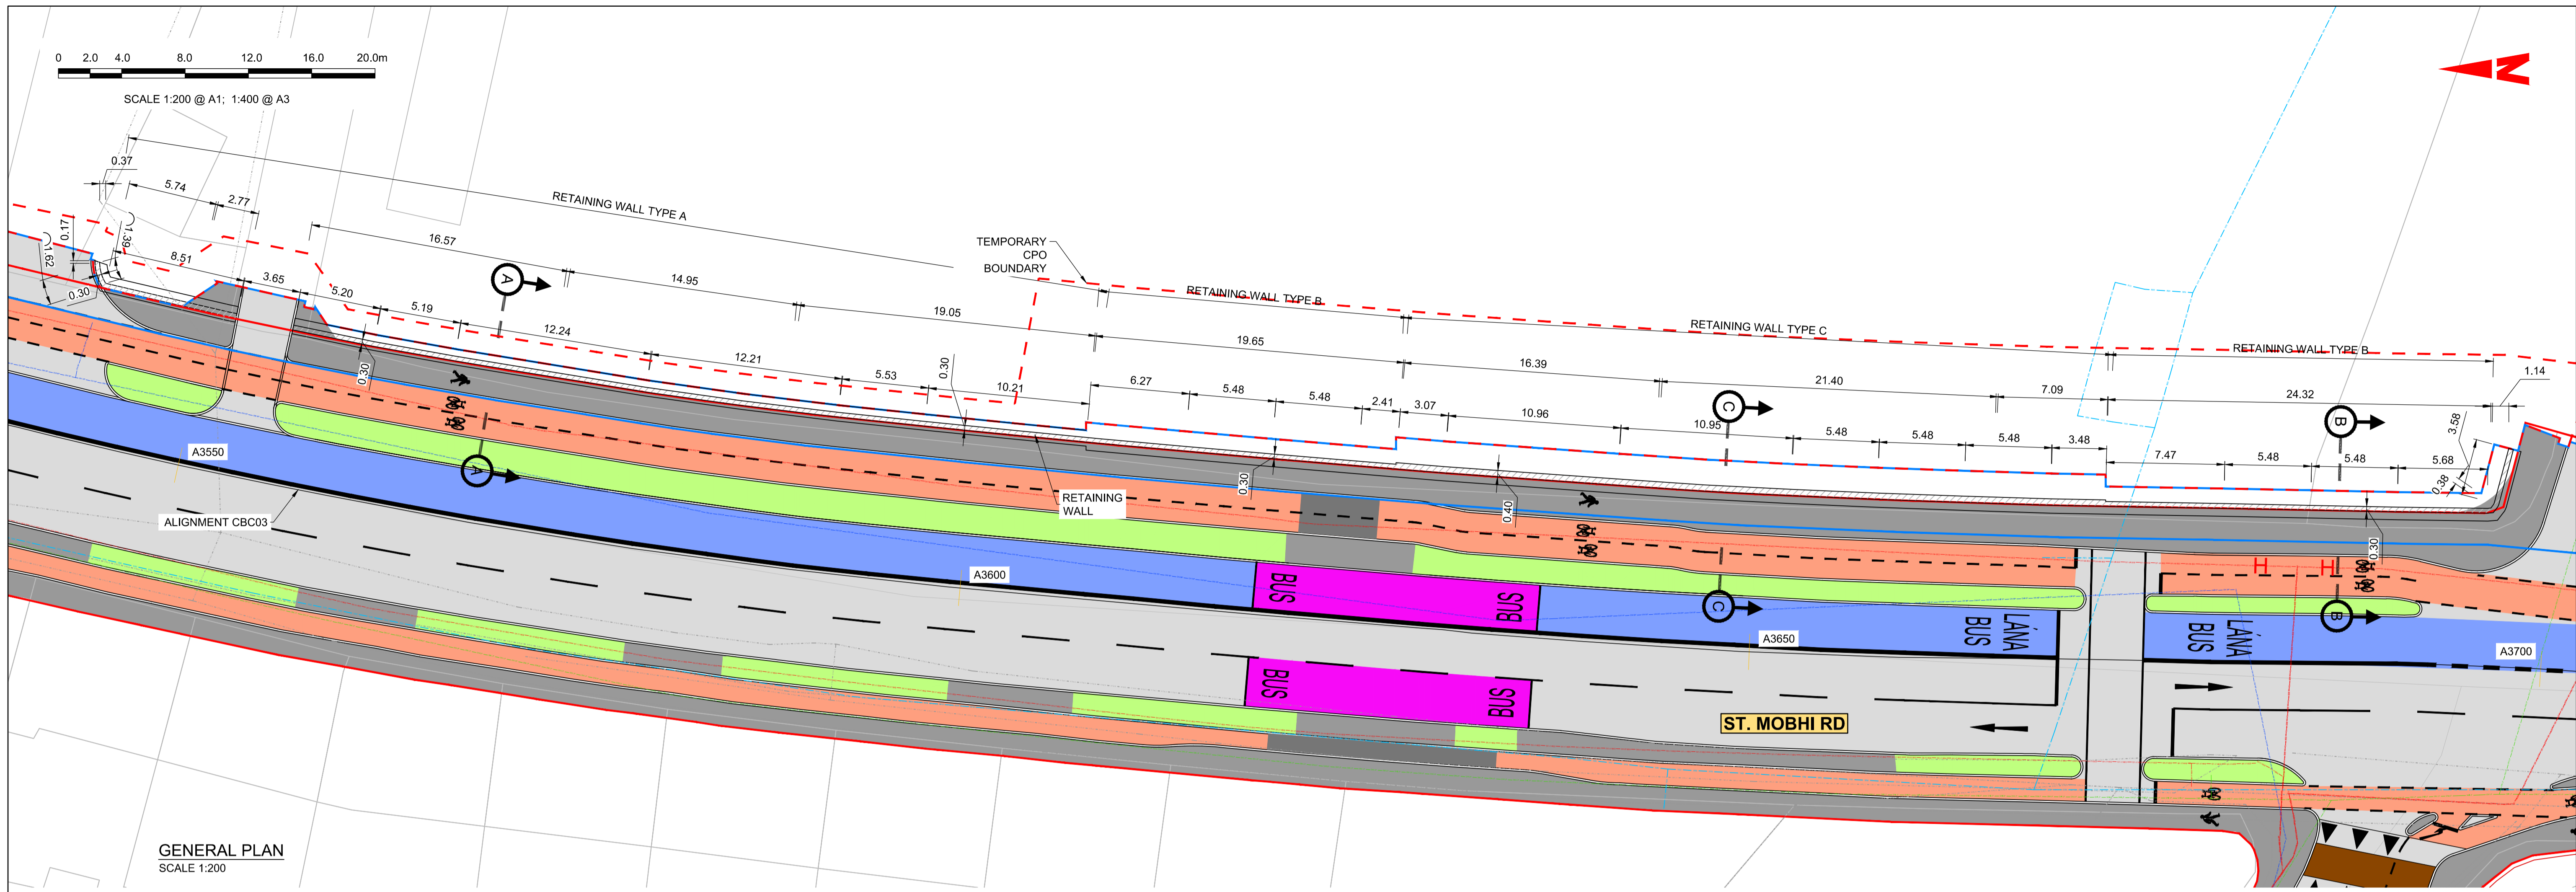 0 2.0 4.0 8.0 12.0 16.0 20.0m
SCALE 1:200 @ A1; 1:400 @ A3
N
0.37
5.74
2.77
RETAINING WALL TYPE A
16.57
14.95
19.05
TEMPORARY
CPO
BOUNDARY
RETAINING WALL TYPE B
RETAINING WALL TYPE C
RETAINING WALL TYPE B
19.65
16.39
21.40
7.09
24.32
1.14
0.17
1.62
1.39
0.30
8.51
3.65
5.20
5.19
12.24
12.21
5.53
10.21
6.27
5.48
5.48
2.41
3.07
10.96
10.95
5.48
5.48
5.48
3.48
7.47
5.48
5.48
5.68
3.58
0.38
A
C
B
0.30
0.30
0.30
0.40
0.30
A3550
A
ALIGNMENT CBC03
RETAINING
WALL
A3600
BUS
BUS
C
A3650
LÁNA
BUS
H H
B
LÁNA
BUS
A3700
BUS
BUS
ST. MOBHI RD
GENERAL PLAN
SCALE 1:200